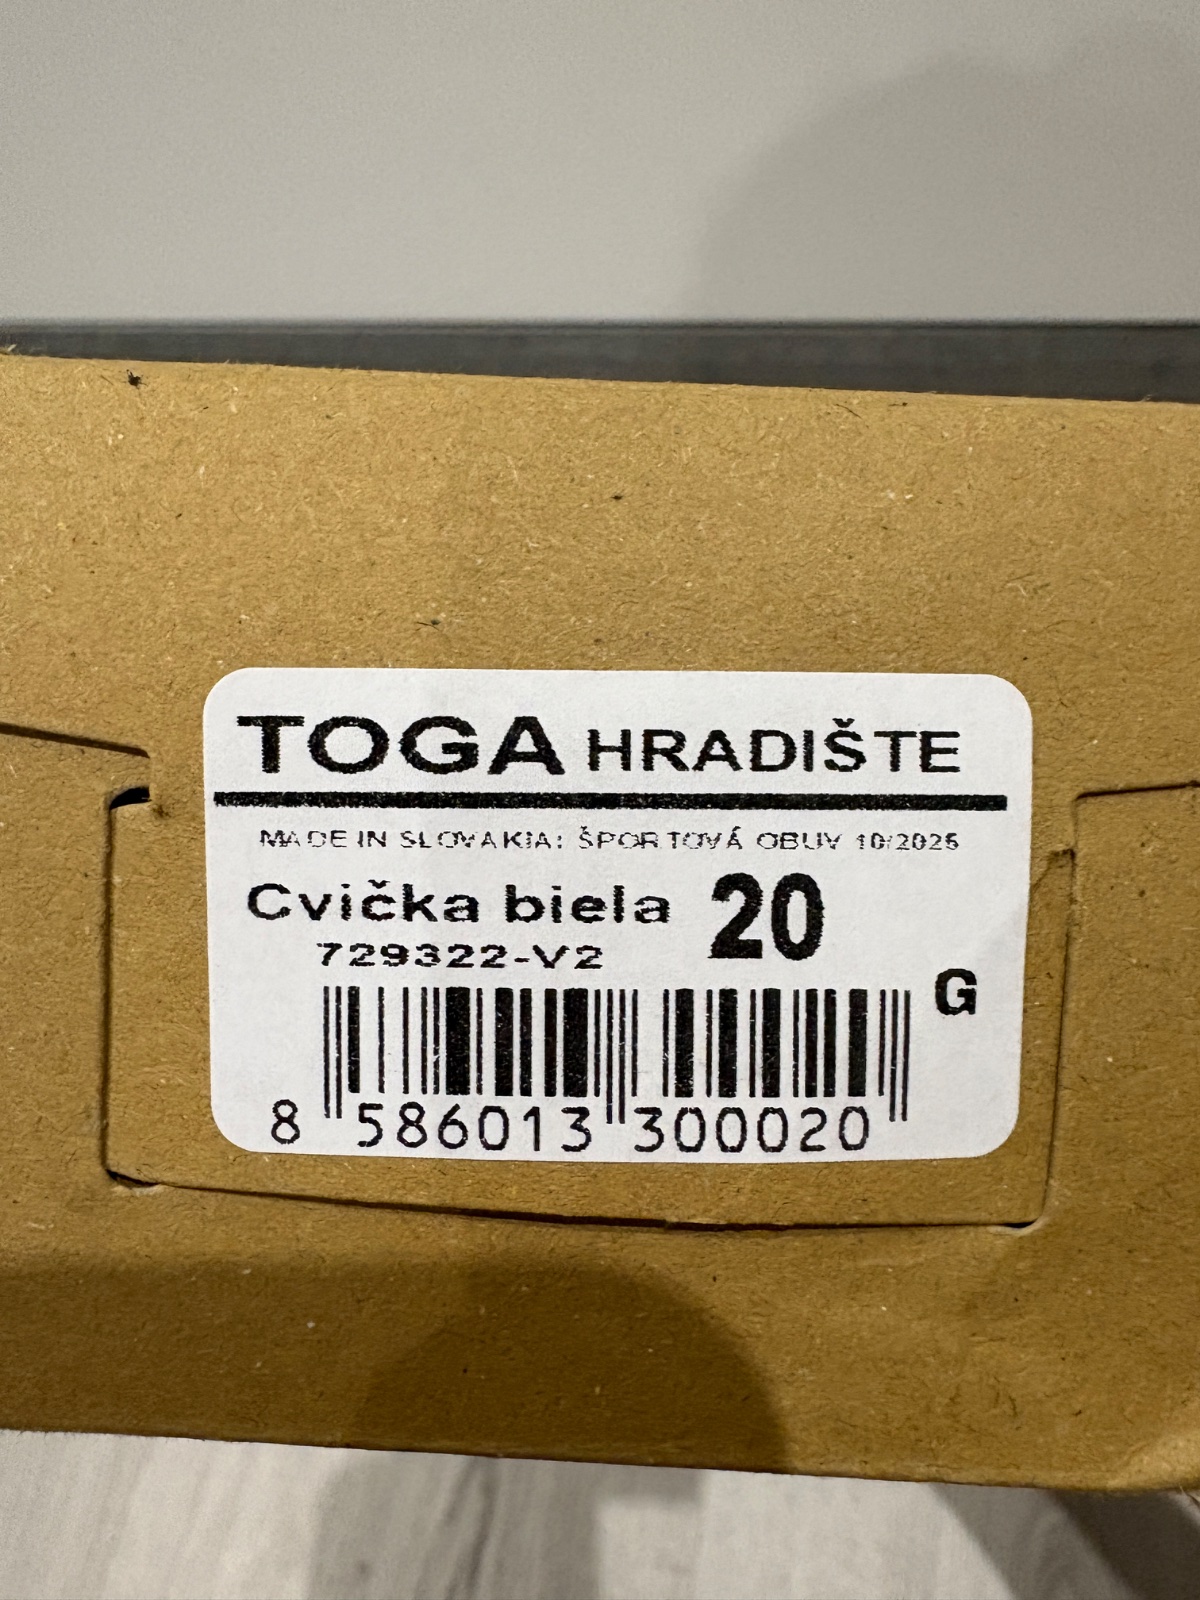 TOGA HRADIŠTE
MADE IN SLOVAKIA: ŠPORTOVÁ OBUV 10/2025
Cvička biela 20
729322-V2
G
8 586013 300020